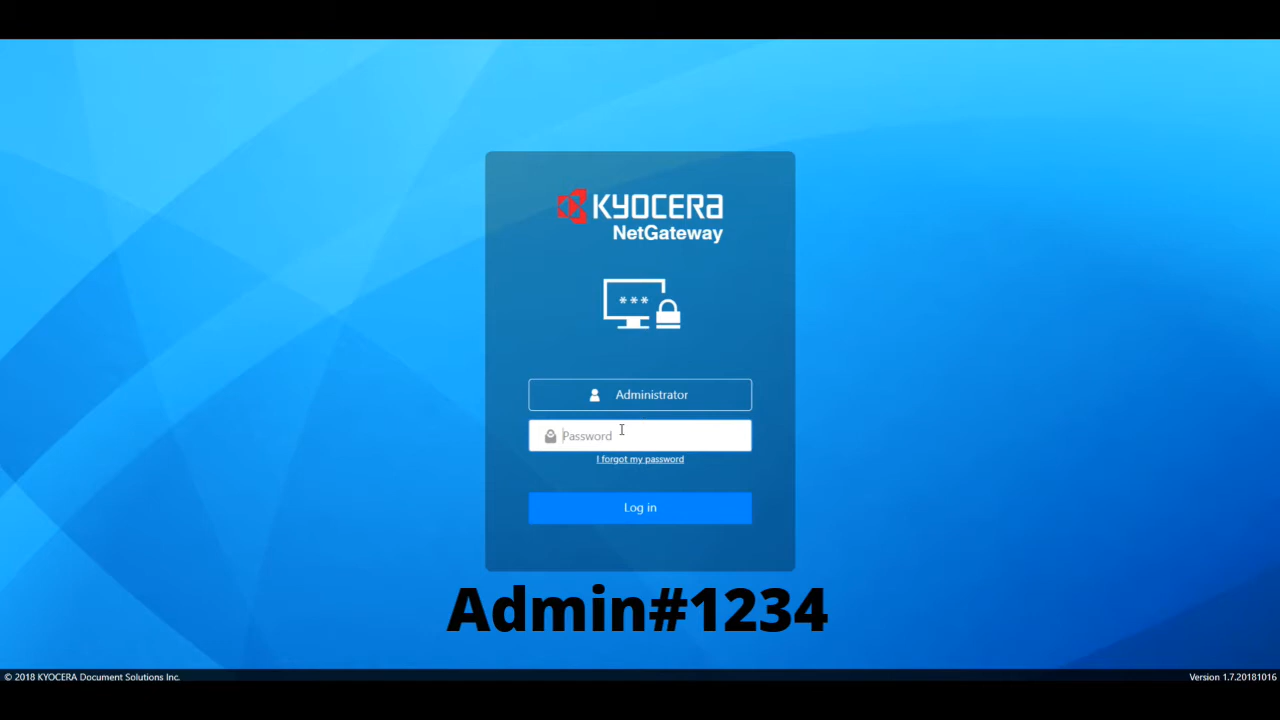 KYOCERA
NetGateway
***
Administrator
Password
I forgot my password
Log in
Admin#1234
© 2018 KYOCERA Document Solutions Inc.
Version 1.7.20181016